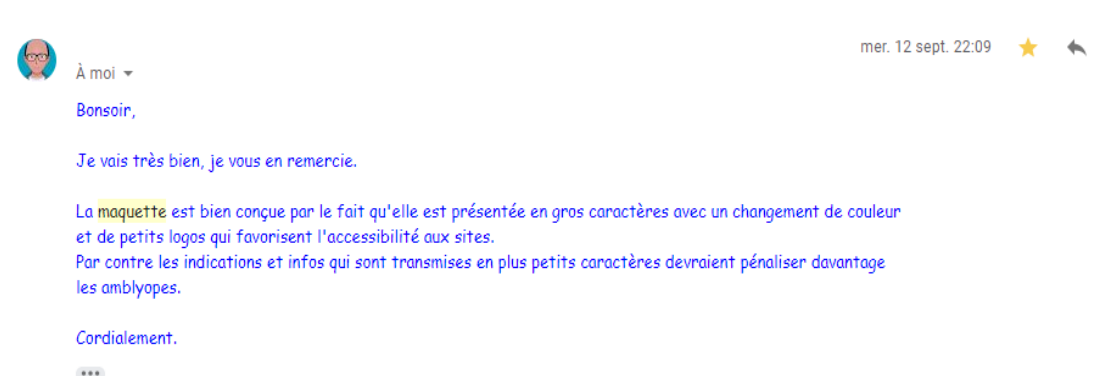 mer. 12 sept. 22:09
À moi
Bonsoir,
Je vais très bien, je vous en remercie.
La maquette est bien conçue par le fait qu'elle est présentée en gros caractères avec un changement de couleur
et de petits logos qui favorisent l'accessibilité aux sites.
Par contre les indications et infos qui sont transmises en plus petits caractères devraient pénaliser davantage
les amblyopes.
Cordialement.